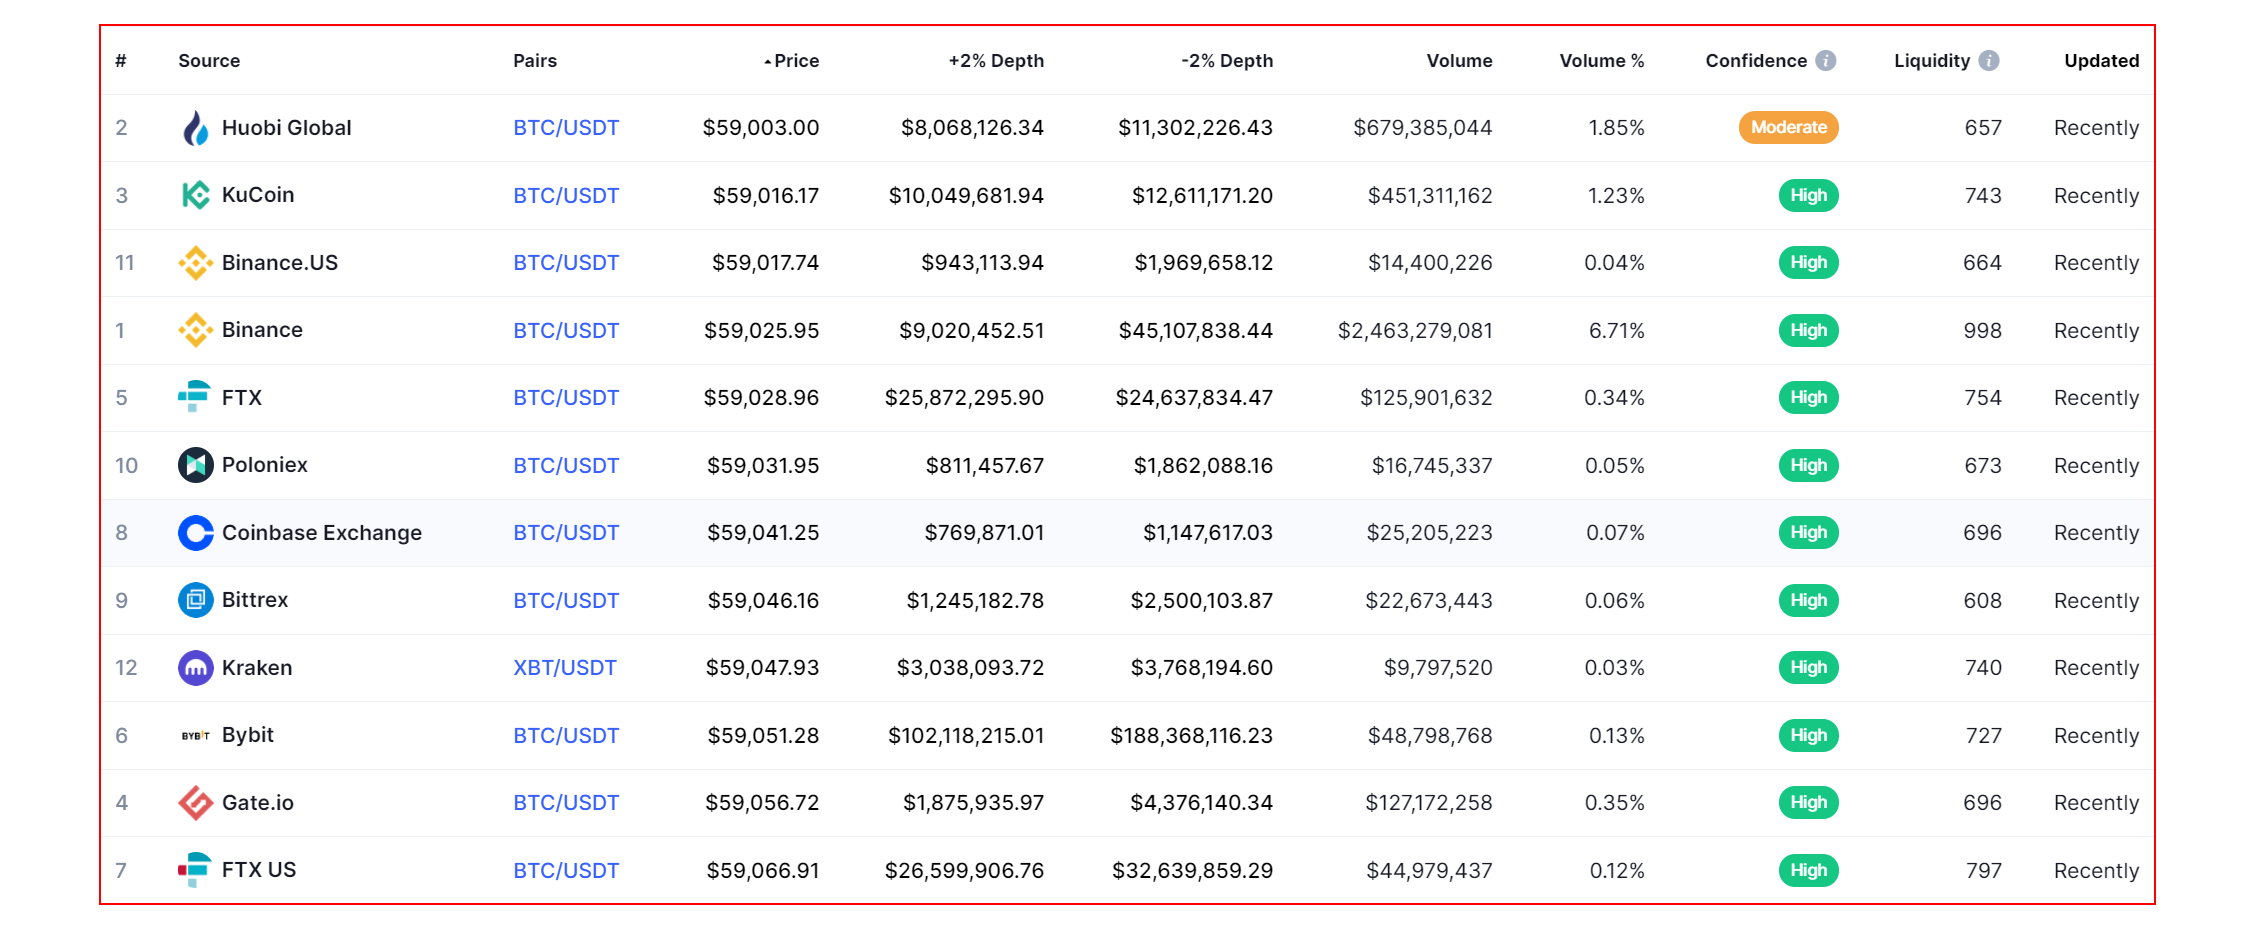 # Source Pairs Price +2% Depth -2% Depth Volume Volume % Confidence i Liquidity i Updated
2 Huobi Global BTC/USDT $59,003.00 $8,068,126.34 $11,302,226.43 $679,385,044 1.85% Moderate 657 Recently
3 KuCoin BTC/USDT $59,016.17 $10,049,681.94 $12,611,171.20 $451,311,162 1.23% High 743 Recently
11 Binance.US BTC/USDT $59,017.74 $943,113.94 $1,969,658.12 $14,400,226 0.04% High 664 Recently
1 Binance BTC/USDT $59,025.95 $9,020,452.51 $45,107,838.44 $2,463,279,081 6.71% High 998 Recently
5 FTX BTC/USDT $59,028.96 $25,872,295.90 $24,637,834.47 $125,901,632 0.34% High 754 Recently
10 Poloniex BTC/USDT $59,031.95 $811,457.67 $1,862,088.16 $16,745,337 0.05% High 673 Recently
8 Coinbase Exchange BTC/USDT $59,041.25 $769,871.01 $1,147,617.03 $25,205,223 0.07% High 696 Recently
9 Bittrex BTC/USDT $59,046.16 $1,245,182.78 $2,500,103.87 $22,673,443 0.06% High 608 Recently
12 Kraken XBT/USDT $59,047.93 $3,038,093.72 $3,768,194.60 $9,797,520 0.03% High 740 Recently
6 BYBIT Bybit BTC/USDT $59,051.28 $102,118,215.01 $188,368,116.23 $48,798,768 0.13% High 727 Recently
4 Gate.io BTC/USDT $59,056.72 $1,875,935.97 $4,376,140.34 $127,172,258 0.35% High 696 Recently
7 FTX US BTC/USDT $59,066.91 $26,599,906.76 $32,639,859.29 $44,979,437 0.12% High 797 Recently